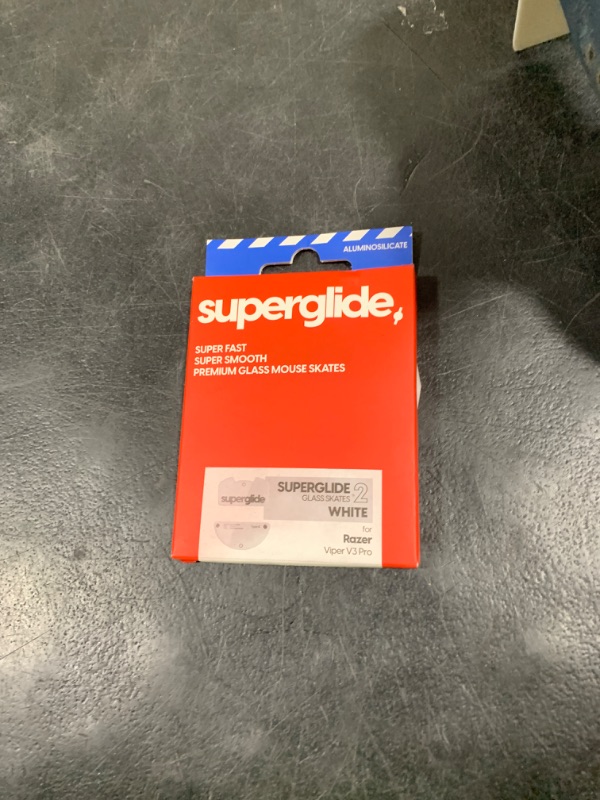 ALUMINOSILICATE
superglide
SUPER FAST
SUPER SMOOTH
PREMIUM GLASS MOUSE SKATES
superglide
SUPERGLIDE 2
GLASS SKATES
WHITE
for
Razer
Viper V3 Pro